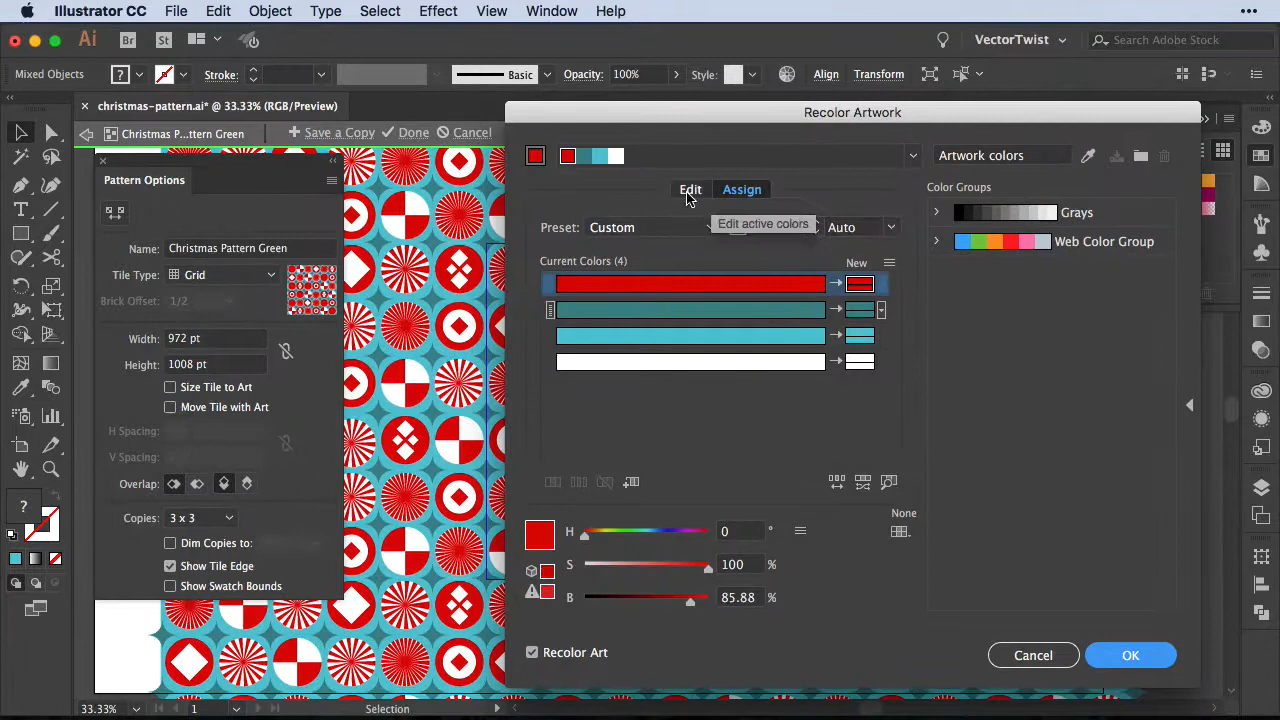 Illustrator CC File Edit Object Type Select Effect View Window Help
Ai Br St VectorTwist Search Adobe Stock
Mixed Objects ? Stroke: Basic Opacity: 100% Style: Align Transform
× christmas-pattern.ai* @ 33.33% (RGB/Preview)
Christmas P...ttern Green + Save a Copy Done Cancel
Pattern Options
Name: Christmas Pattern Green
Tile Type: Grid
Brick Offset: 1/2
Width: 972 pt
Height: 1008 pt
Size Tile to Art
Move Tile with Art
H Spacing:
V Spacing:
Overlap:
Copies: 3 x 3
Dim Copies to:
Show Tile Edge
Show Swatch Bounds
?
Recolor Artwork
Artwork colors
Edit Assign
Edit active colors
Preset: Custom Auto
Current Colors (4) New
Color Groups
Grays
Web Color Group
None
H 0 °
S 100 %
B 85.88 %
Recolor Art
Cancel OK
33.33% 1 Selection